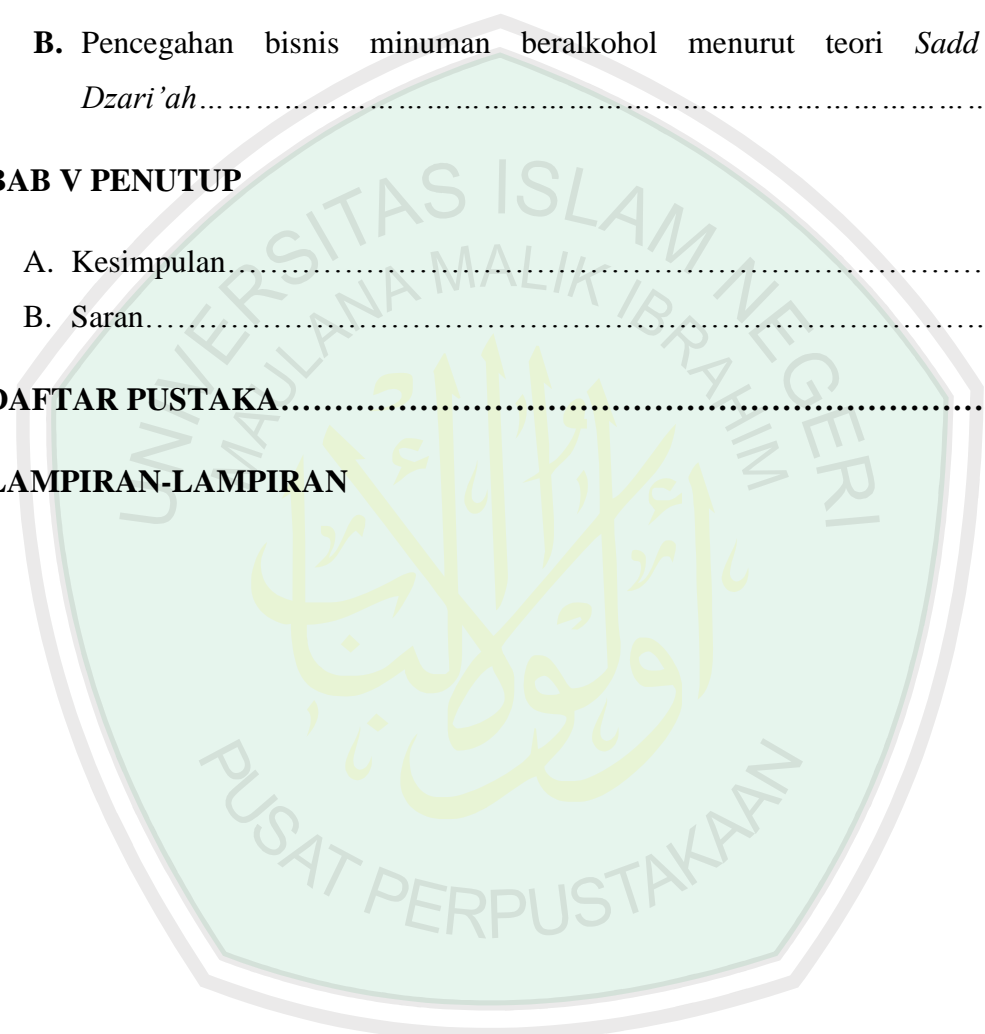 B. Pencegahan bisnis minuman beralkohol menurut teori Sadd
Dzari’ah……………………………………………………………………..
BAB V PENUTUP
A. Kesimpulan……………………………………………………………………
B. Saran……………………………………………………………………….
DAFTAR PUSTAKA……………………………………………………………
LAMPIRAN-LAMPIRAN
UNIVERSITAS ISLAM NEGERI
MAULANA MALIK IBRAHIM
PUSAT PERPUSTAKAAN